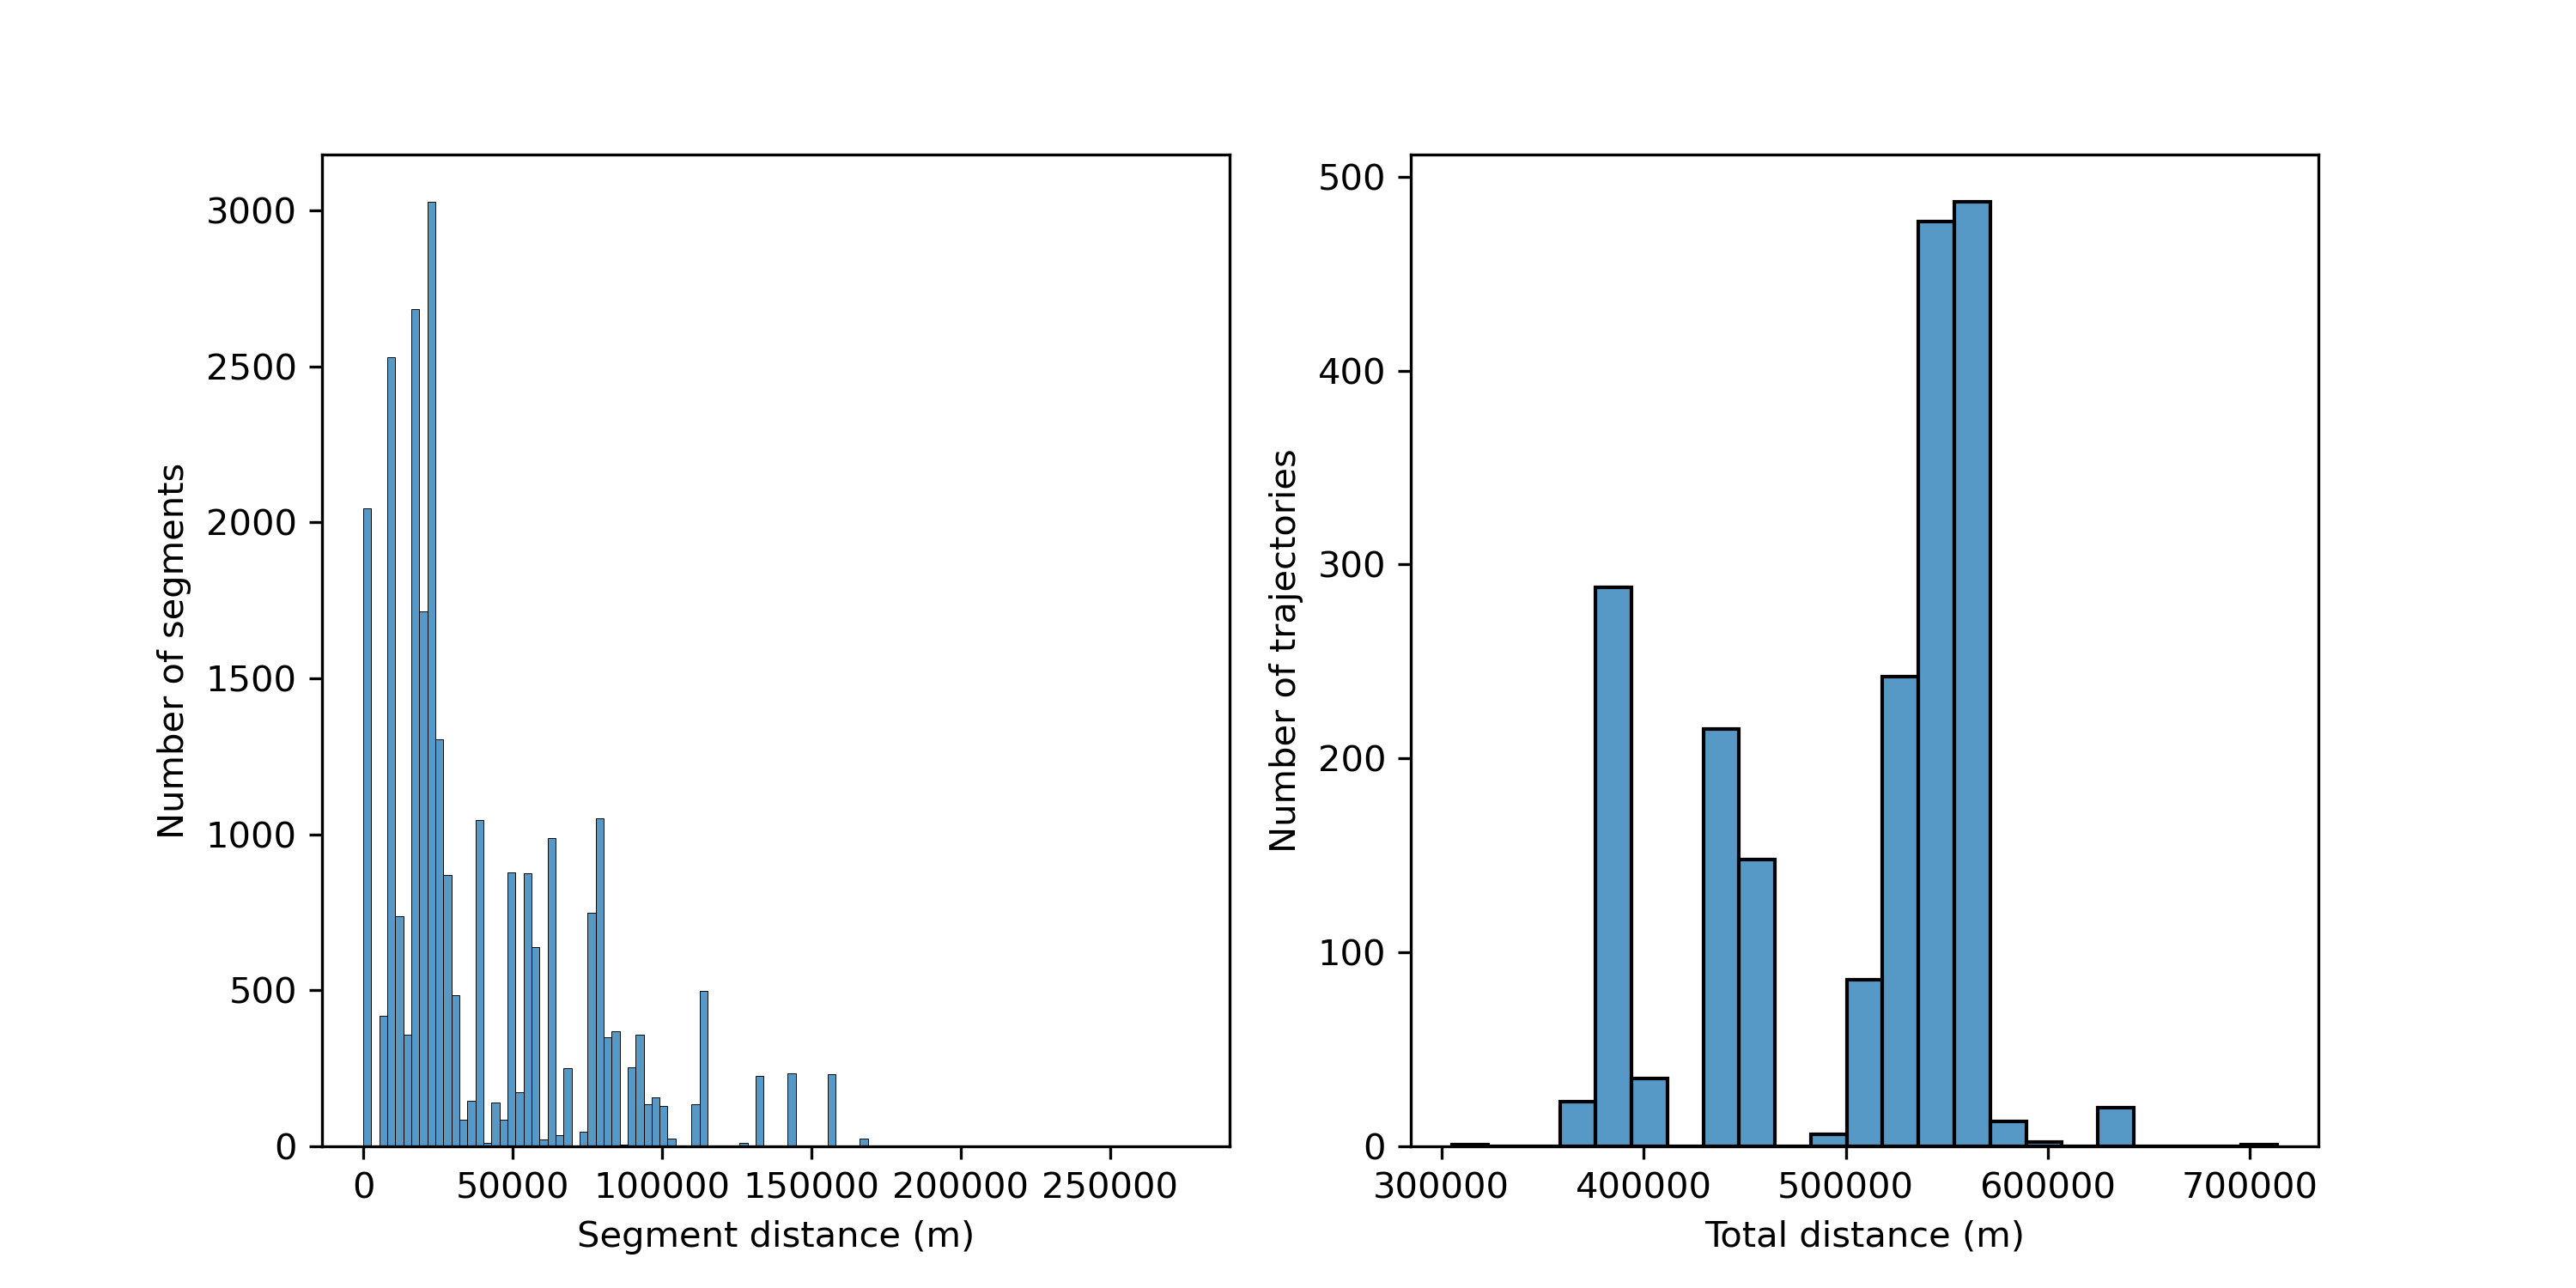 3000
2500
2000
1500
1000
500
0
Number of segments
0 50000 100000 150000 200000 250000
Segment distance (m)
500
400
300
200
100
0
Number of trajectories
300000 400000 500000 600000 700000
Total distance (m)